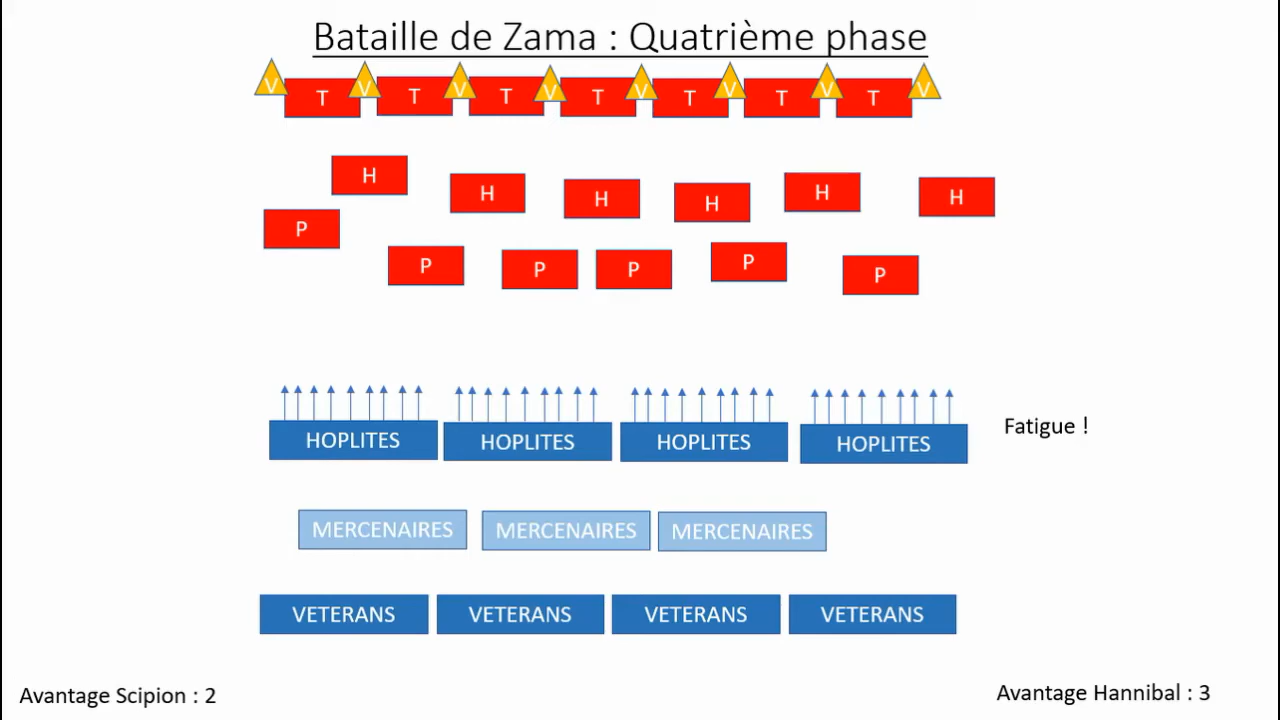 Bataille de Zama : Quatrième phase
V T V T V T V T V T V T V T V
H H H H H H
P P P P P P
HOPLITES HOPLITES HOPLITES HOPLITES Fatigue !
MERCENAIRES MERCENAIRES MERCENAIRES
VETERANS VETERANS VETERANS VETERANS
Avantage Scipion : 2 Avantage Hannibal : 3